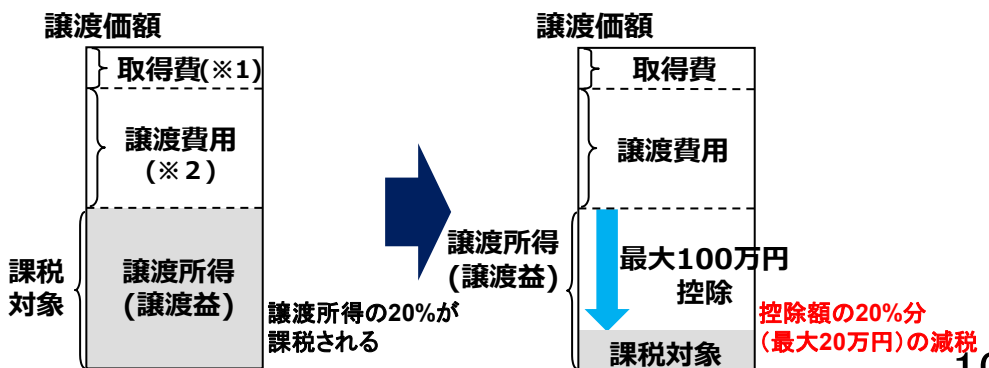 譲渡価額
取得費(※1)
譲渡費用
(※２)
課税
対象
譲渡所得
(譲渡益)
譲渡所得の20%が
課税される
譲渡価額
取得費
譲渡費用
譲渡所得
(譲渡益)
最大100万円
控除
課税対象
控除額の20%分
（最大20万円）の減税